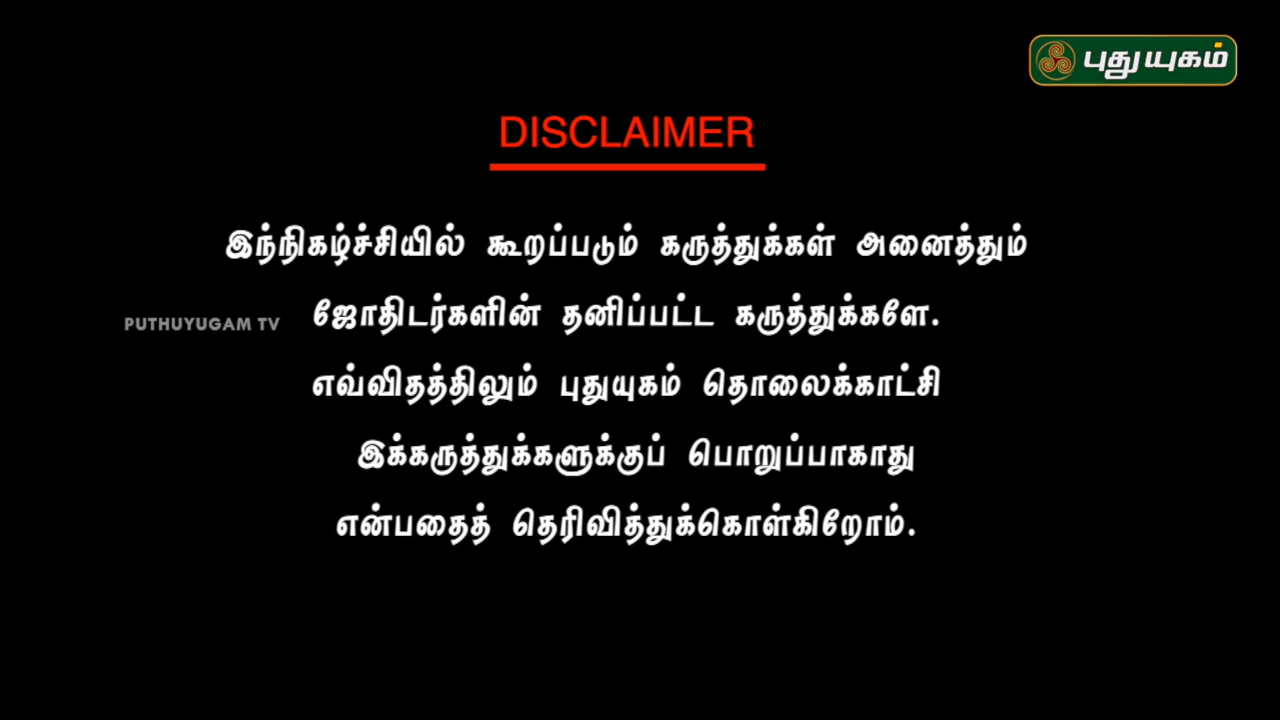 புதுயுகம்
DISCLAIMER
இந்நிகழ்ச்சியில் கூறப்படும் கருத்துக்கள் அனைத்தும்
PUTHUYUGAM TV
ஜோதிடர்களின் தனிப்பட்ட கருத்துக்களே.
எவ்விதத்திலும் புதுயுகம் தொலைக்காட்சி
இக்கருத்துக்களுக்குப் பொறுப்பாகாது
என்பதைத் தெரிவித்துக்கொள்கிறோம்.